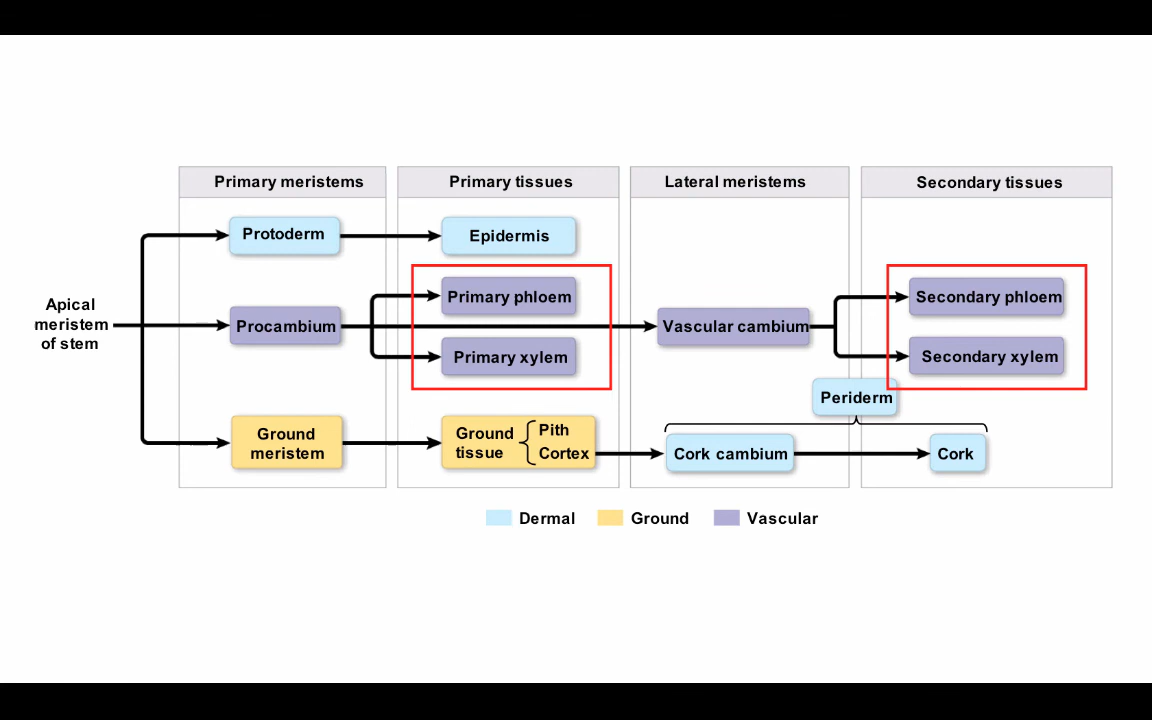 Primary meristems
Primary tissues
Lateral meristems
Secondary tissues
Protoderm
Epidermis
Apical
meristem
of stem
Procambium
Primary phloem
Primary xylem
Vascular cambium
Secondary phloem
Secondary xylem
Periderm
Ground
meristem
Ground
tissue
Pith
Cortex
Cork cambium
Cork
Dermal
Ground
Vascular